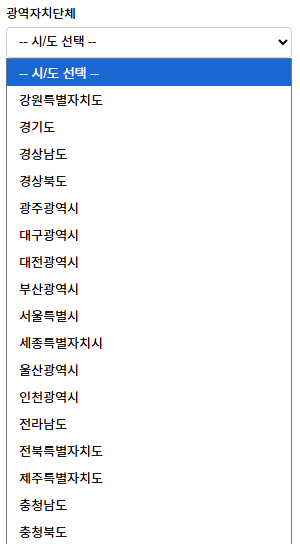 광역자치단체
-- 시/도 선택 --
-- 시/도 선택 --
강원특별자치도
경기도
경상남도
경상북도
광주광역시
대구광역시
대전광역시
부산광역시
서울특별시
세종특별자치시
울산광역시
인천광역시
전라남도
전북특별자치도
제주특별자치도
충청남도
충청북도